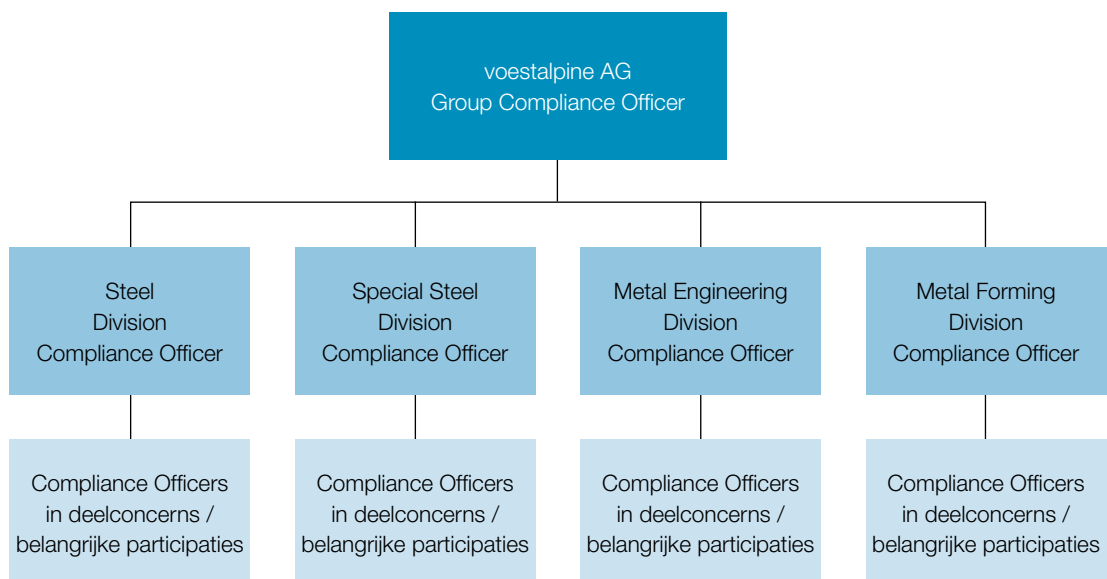 voestalpine AG
Group Compliance Officer
Steel
Division
Compliance Officer
Special Steel
Division
Compliance Officer
Metal Engineering
Division
Compliance Officer
Metal Forming
Division
Compliance Officer
Compliance Officers
in deelconcerns /
belangrijke participaties
Compliance Officers
in deelconcerns /
belangrijke participaties
Compliance Officers
in deelconcerns /
belangrijke participaties
Compliance Officers
in deelconcerns /
belangrijke participaties